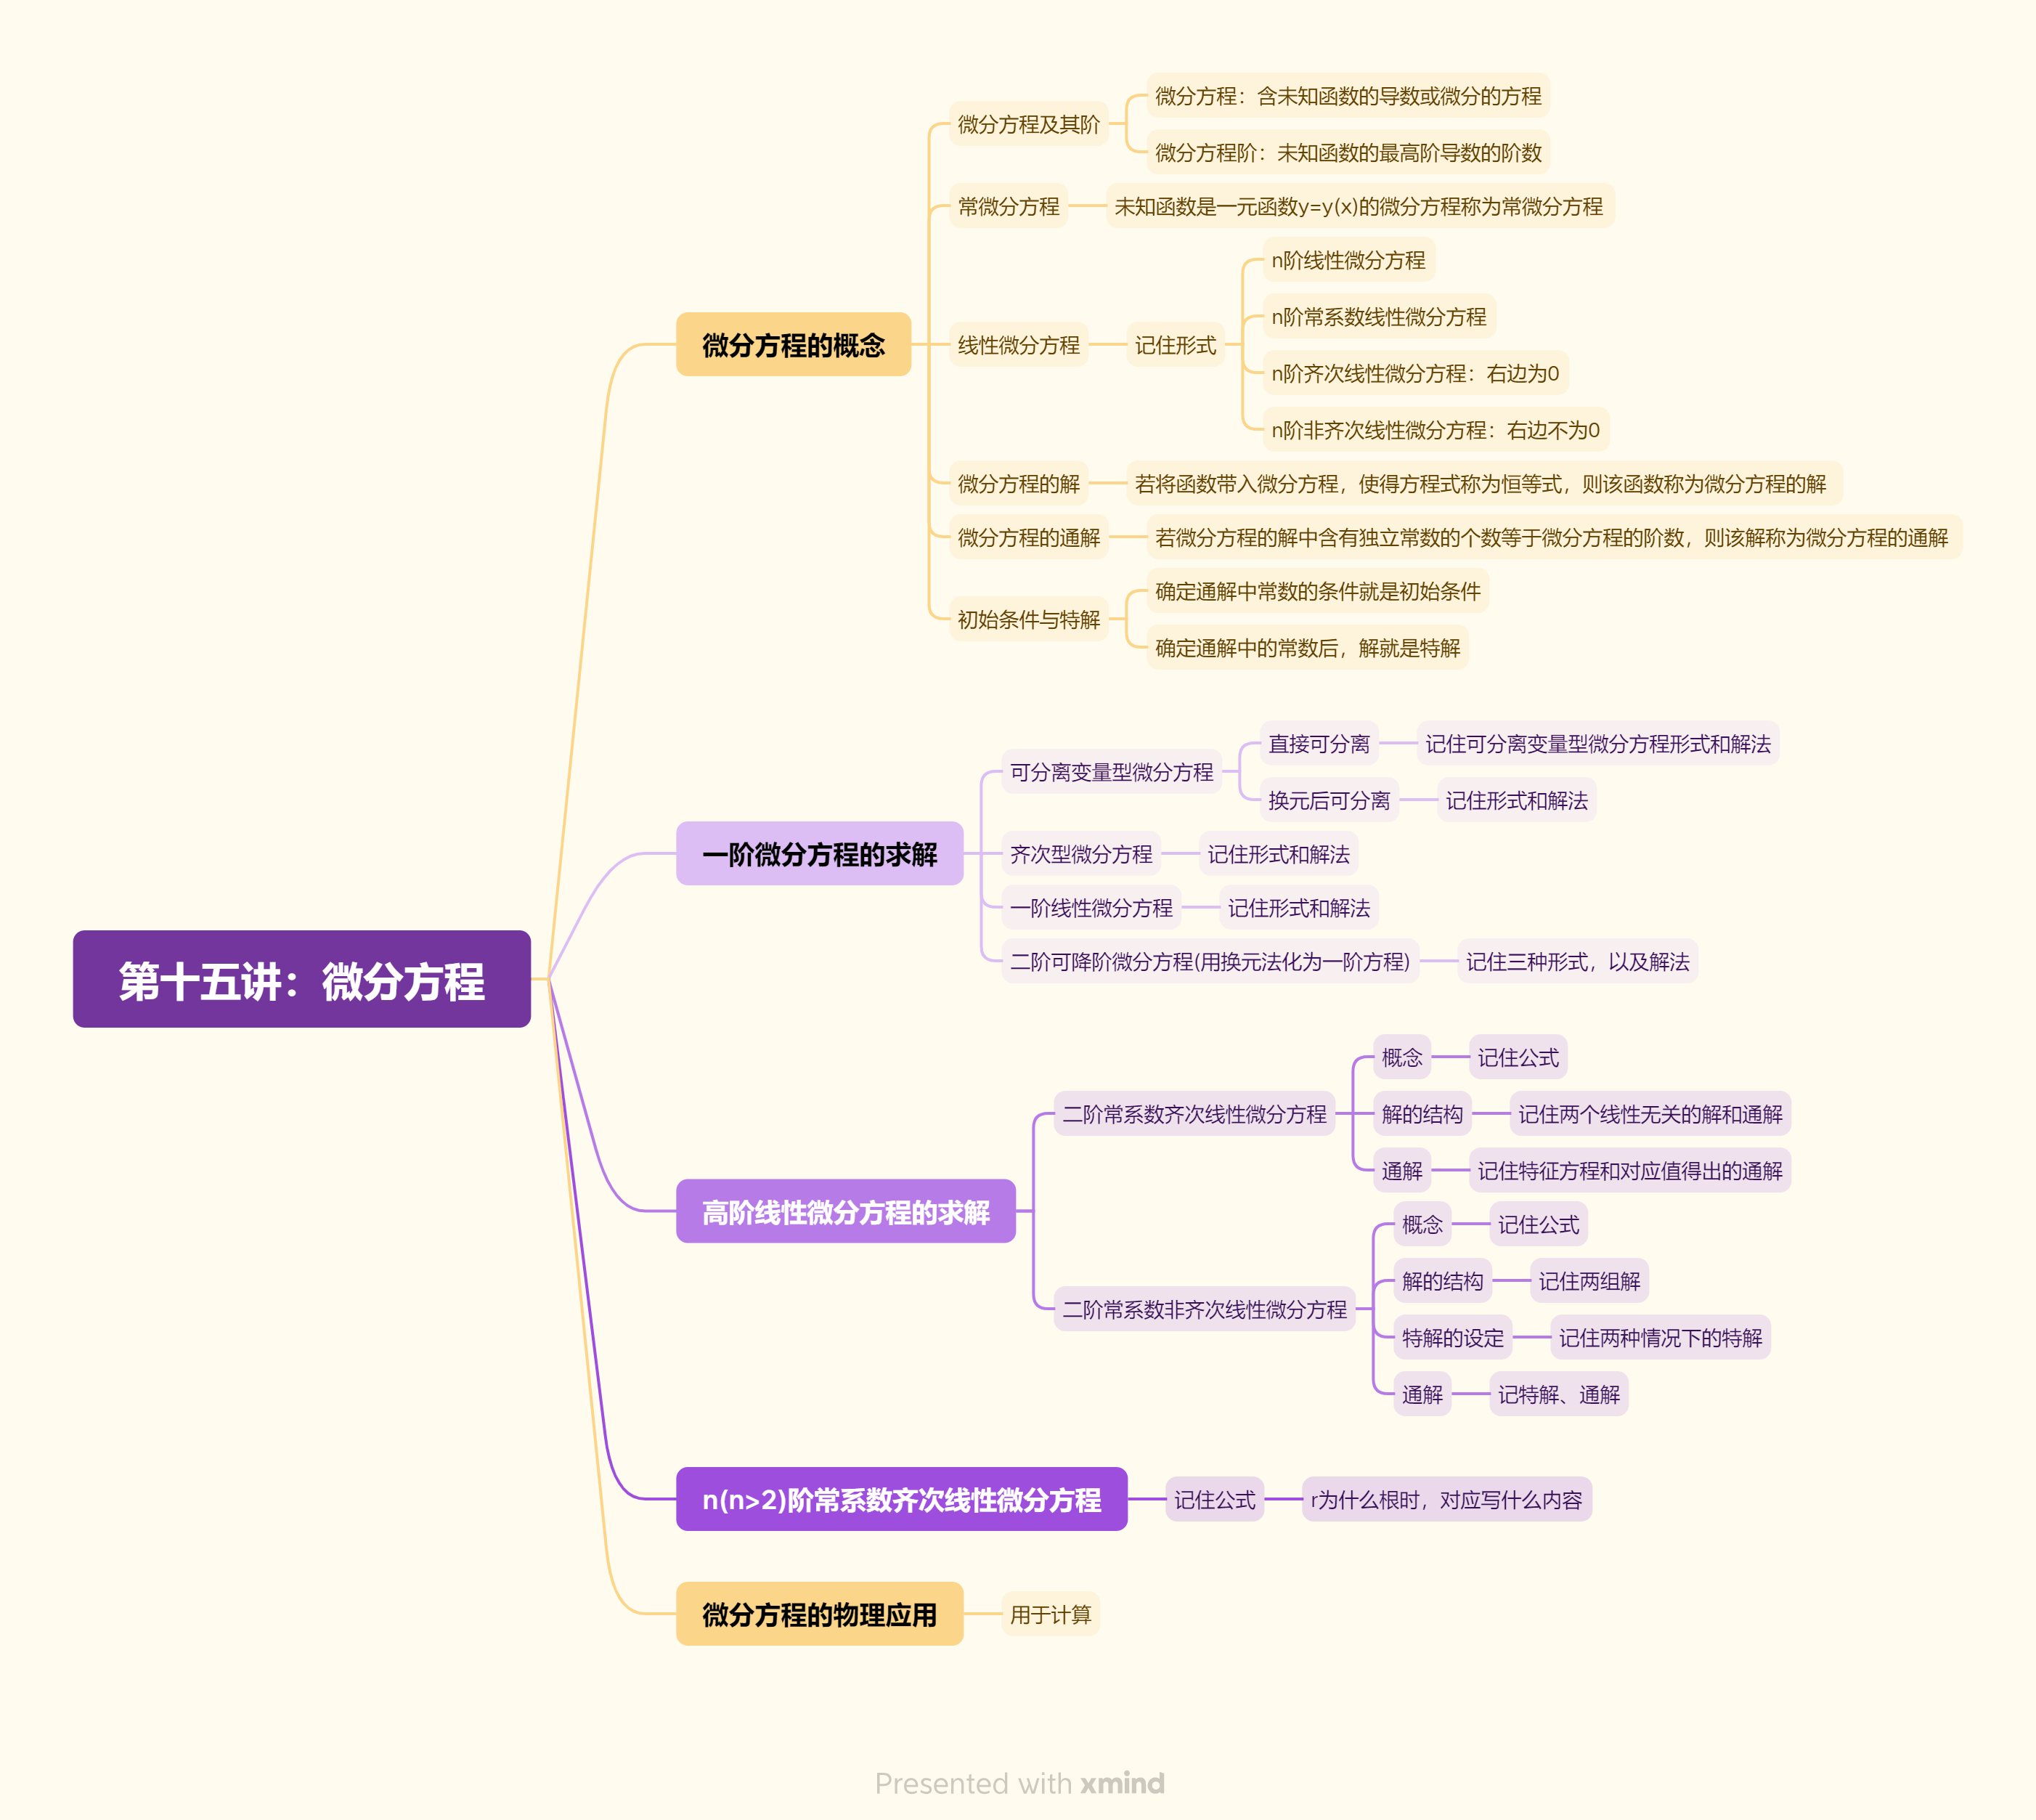 第十五讲：微分方程
微分方程的概念
微分方程及其阶
微分方程：含未知函数的导数或微分的方程
微分方程阶：未知函数的最高阶导数的阶数
常微分方程
未知函数是一元函数y=y(x)的微分方程称为常微分方程
线性微分方程
记住形式
n阶线性微分方程
n阶常系数线性微分方程
n阶齐次线性微分方程：右边为0
n阶非齐次线性微分方程：右边不为0
微分方程的解
若将函数带入微分方程，使得方程式称为恒等式，则该函数称为微分方程的解
微分方程的通解
若微分方程的解中含有独立常数的个数等于微分方程的阶数，则该解称为微分方程的通解
初始条件与特解
确定通解中常数的条件就是初始条件
确定通解中的常数后，解就是特解
一阶微分方程的求解
可分离变量型微分方程
直接可分离
记住可分离变量型微分方程形式和解法
换元后可分离
记住形式和解法
齐次型微分方程
记住形式和解法
一阶线性微分方程
记住形式和解法
二阶可降阶微分方程(用换元法化为一阶方程)
记住三种形式，以及解法
高阶线性微分方程的求解
二阶常系数齐次线性微分方程
概念
记住公式
解的结构
记住两个线性无关的解和通解
通解
记住特征方程和对应值得出的通解
二阶常系数非齐次线性微分方程
概念
记住公式
解的结构
记住两组解
特解的设定
记住两种情况下的特解
通解
记特解、通解
n(n>2)阶常系数齐次线性微分方程
记住公式
r为什么根时，对应写什么内容
微分方程的物理应用
用于计算
Presented with xmind